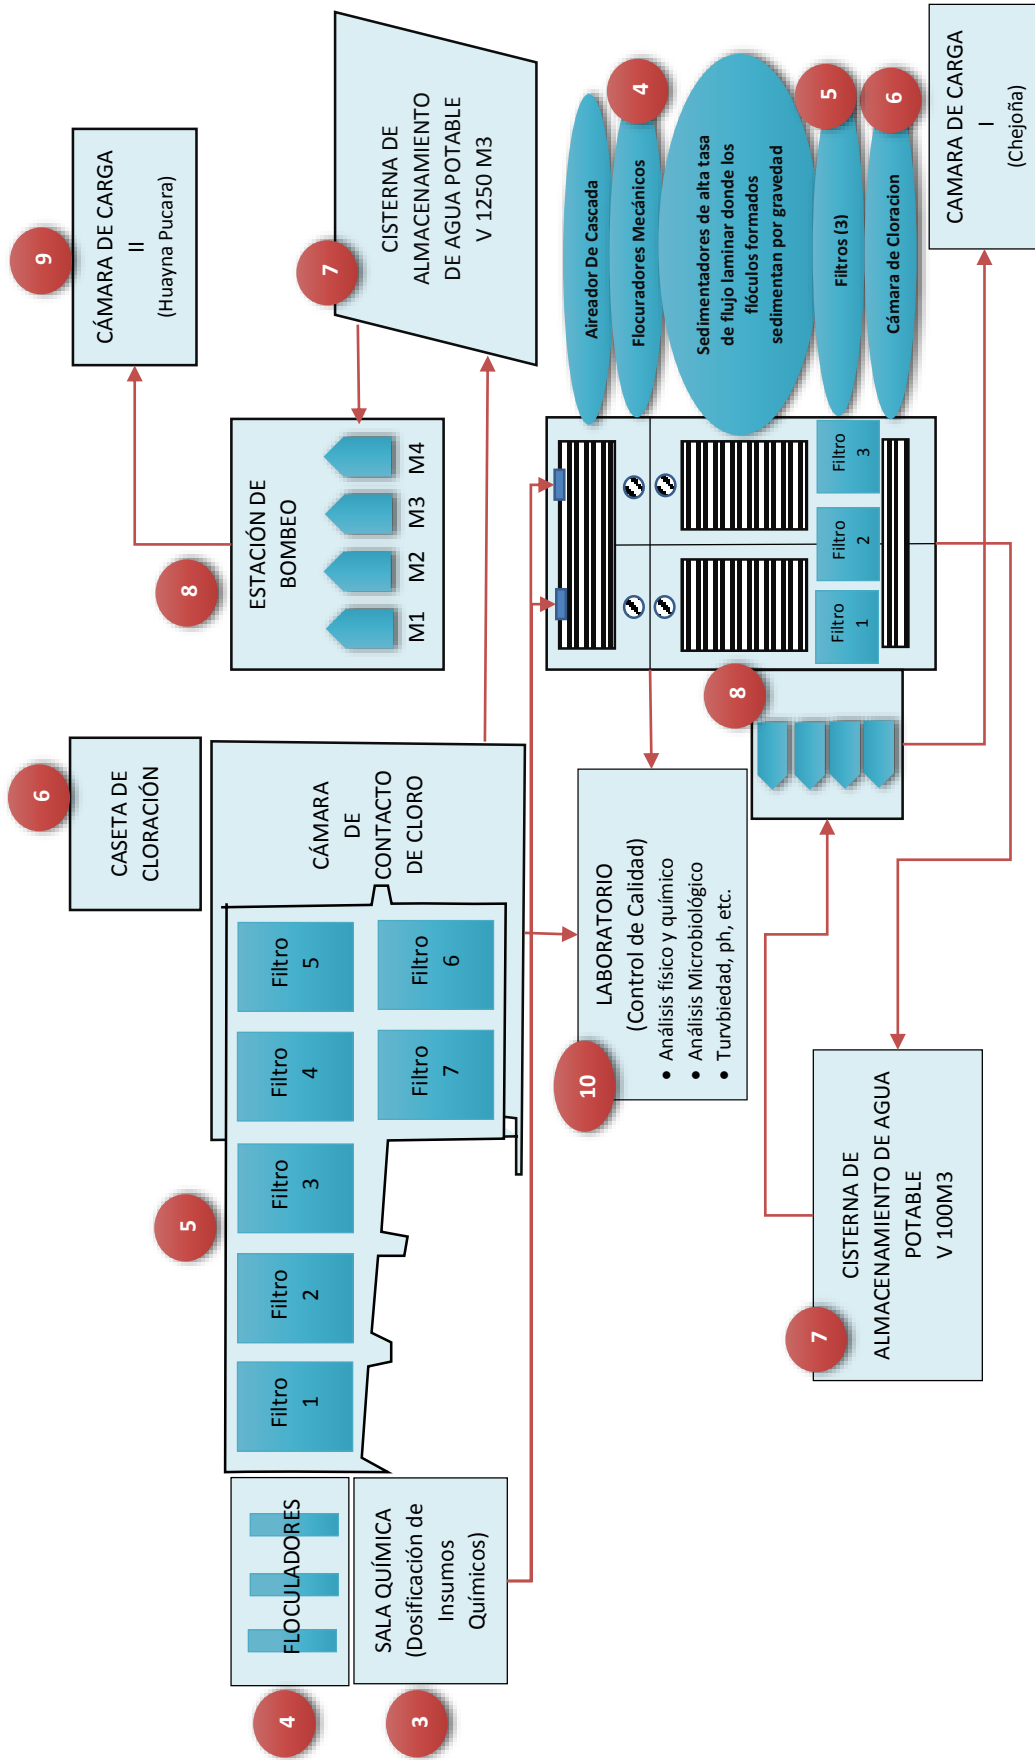 4
FLOCULADORES
3
SALA QUÍMICA
(Dosificación de
Insumos
Químicos)
5
Filtro
1
Filtro
2
Filtro
3
Filtro
4
Filtro
5
Filtro
7
Filtro
6
6
CASETA DE
CLORACIÓN
CÁMARA
DE
CONTACTO
DE CLORO
8
ESTACIÓN DE
BOMBEO
M1
M2
M3
M4
9
CÁMARA DE CARGA
II
(Huayna Pucara)
7
CISTERNA DE
ALMACENAMIENTO
DE AGUA POTABLE
V 1250 M3
10
LABORATORIO
(Control de Calidad)
• Análisis físico y químico
• Análisis Microbiológico
• Turvbiedad, ph, etc.
Aireador De Cascada
4
Flocuradores Mecánicos
Sedimentadores de alta tasa
de flujo laminar donde los
flóculos formados
sedimentan por gravedad
5
Filtros (3)
6
Cámara de Cloracion
Filtro
1
Filtro
2
Filtro
3
8
7
CISTERNA DE
ALMACENAMIENTO DE AGUA
POTABLE
V 100M3
CAMARA DE CARGA
I
(Chejoña)